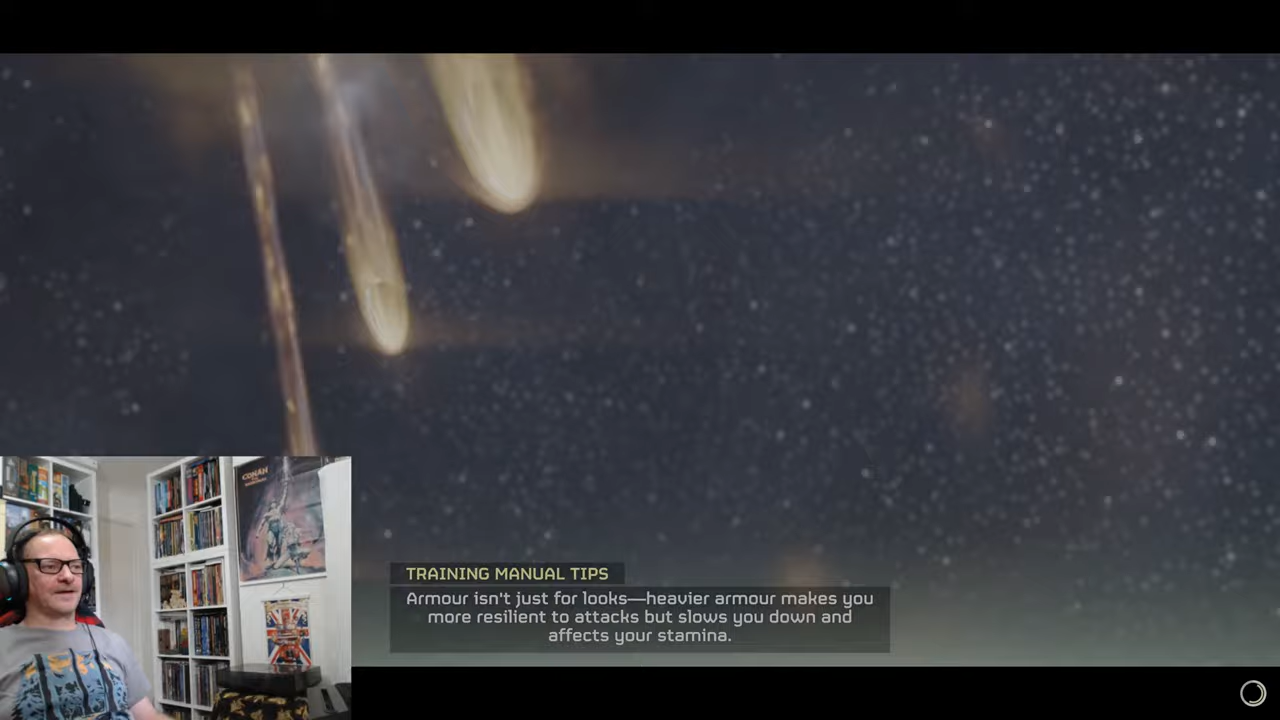 CONAN
TRAINING MANUAL TIPS
Armour isn't just for looks—heavier armour makes you
more resilient to attacks but slows you down and
affects your stamina.